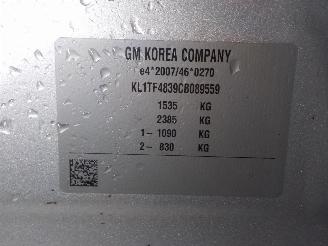 GM KOREA COMPANY
e4*2007/46*0270
KL1TF4839CB089559
1535 KG
2385 KG
1- 1090 KG
2- 830 KG